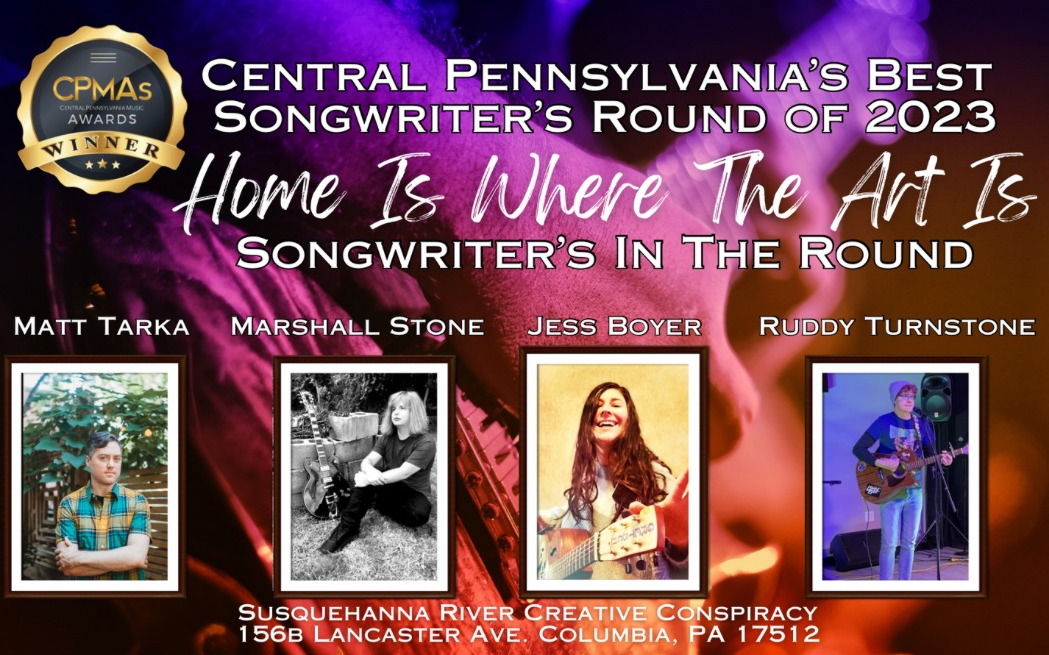 CPMAs
CENTRAL PENNSYLVANIA MUSIC
AWARDS
WINNER
CENTRAL PENNSYLVANIA'S BEST
SONGWRITER'S ROUND OF 2023
Home Is Where The Art Is
SONGWRITER'S IN THE ROUND
MATT TARKA
MARSHALL STONE
JESS BOYER
RUDDY TURNSTONE
SUSQUEHANNA RIVER CREATIVE CONSPIRACY
156B LANCASTER AVE. COLUMBIA, PA 17512